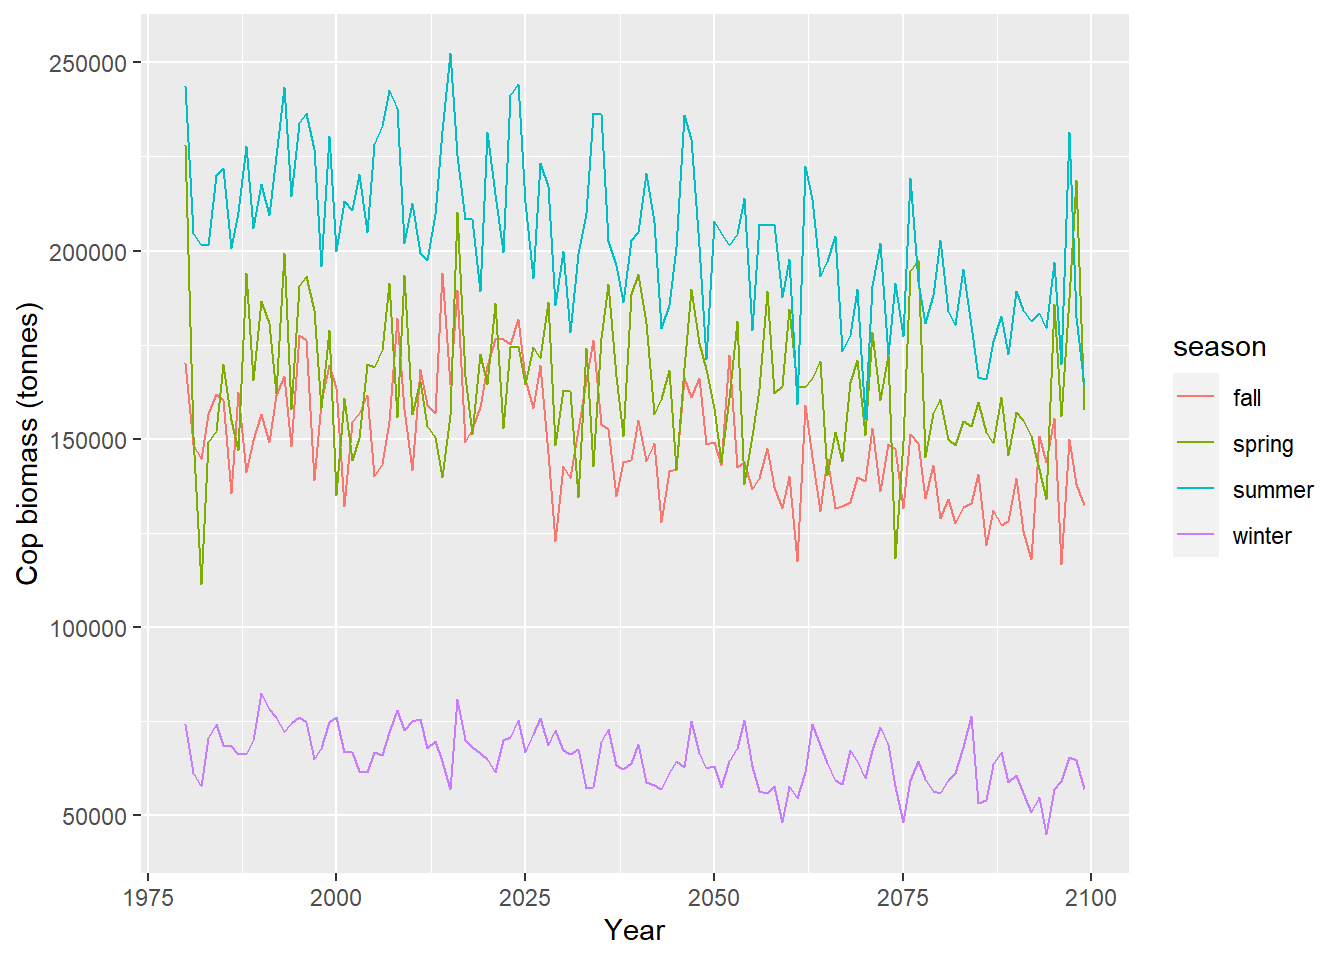 250000
200000
150000
100000
50000
Cop biomass (tonnes)
1975 2000 2025 2050 2075 2100
Year
season
fall
spring
summer
winter